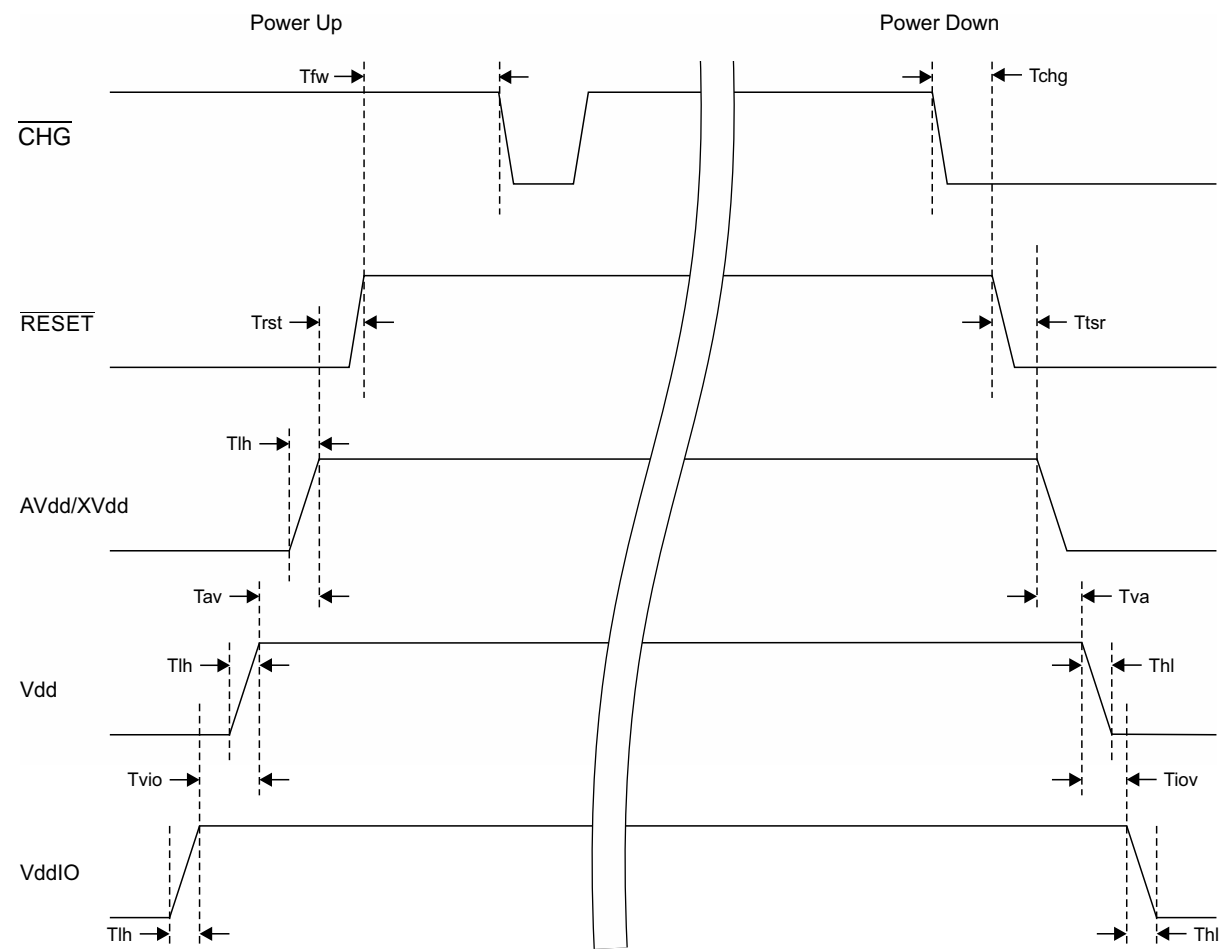 Power Up
Power Down
Tfw
Tchg
CHG
RESET
Trst
Ttsr
Tlh
AVdd/XVdd
Tav
Tva
Tlh
Thl
Vdd
Tvio
Tiov
VddIO
Tlh
Thl